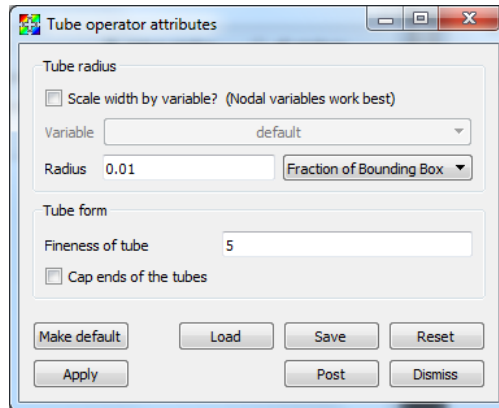 Tube operator attributes
Tube radius
Scale width by variable? (Nodal variables work best)
Variable default
Radius 0.01 Fraction of Bounding Box
Tube form
Fineness of tube 5
Cap ends of the tubes
Make default Load Save Reset
Apply Post Dismiss